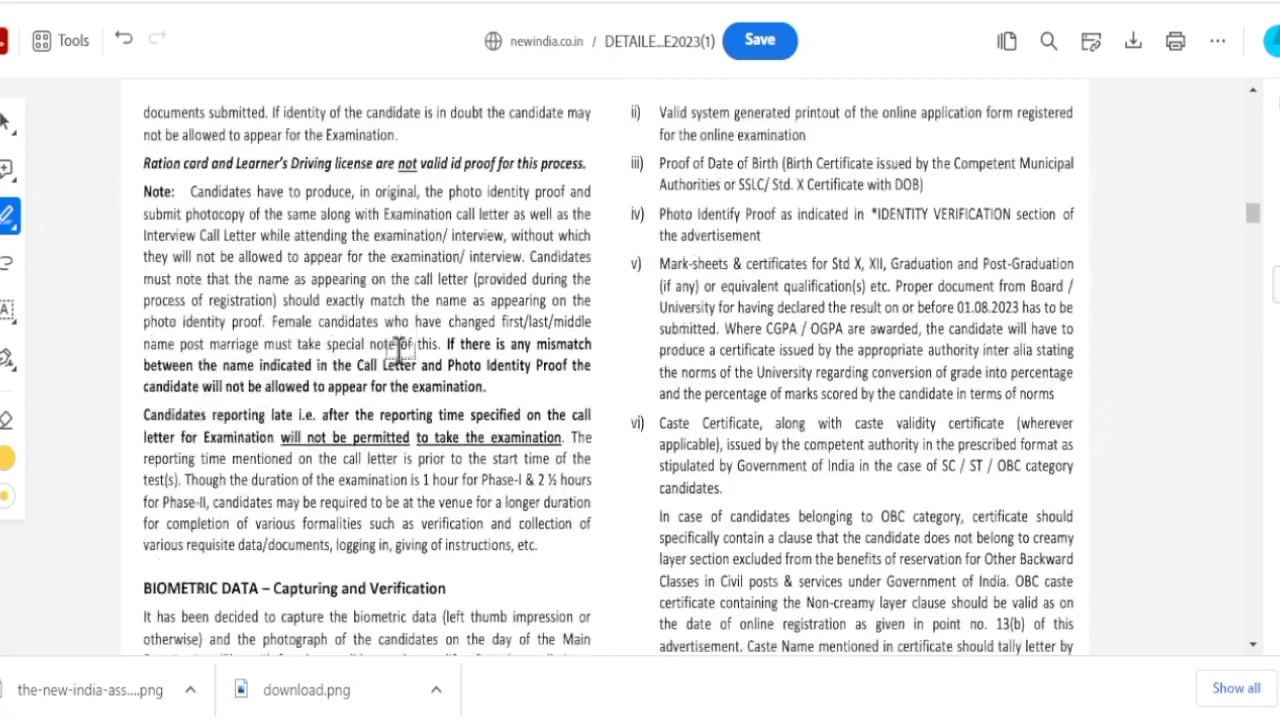 Tools
newindia.co.in / DETAILE...E2023(1)
Save
documents submitted. If identity of the candidate is in doubt the candidate may
not be allowed to appear for the Examination.
Ration card and Learner's Driving license are not valid id proof for this process.
Note: Candidates have to produce, in original, the photo identity proof and
submit photocopy of the same along with Examination call letter as well as the
Interview Call Letter while attending the examination/ interview, without which
they will not be allowed to appear for the examination/ interview. Candidates
must note that the name as appearing on the call letter (provided during the
process of registration) should exactly match the name as appearing on the
photo identity proof. Female candidates who have changed first/last/middle
name post marriage must take special note of this. If there is any mismatch
between the name indicated in the Call Letter and Photo Identity Proof the
candidate will not be allowed to appear for the examination.
Candidates reporting late i.e. after the reporting time specified on the call
letter for Examination will not be permitted to take the examination. The
reporting time mentioned on the call letter is prior to the start time of the
test(s). Though the duration of the examination is 1 hour for Phase-I & 2 ½ hours
for Phase-II, candidates may be required to be at the venue for a longer duration
for completion of various formalities such as verification and collection of
various requisite data/documents, logging in, giving of instructions, etc.
BIOMETRIC DATA – Capturing and Verification
It has been decided to capture the biometric data (left thumb impression or
otherwise) and the photograph of the candidates on the day of the Main
ii) Valid system generated printout of the online application form registered
for the online examination
iii) Proof of Date of Birth (Birth Certificate issued by the Competent Municipal
Authorities or SSLC/ Std. X Certificate with DOB)
iv) Photo Identify Proof as indicated in *IDENTITY VERIFICATION section of
the advertisement
v) Mark-sheets & certificates for Std X, XII, Graduation and Post-Graduation
(if any) or equivalent qualification(s) etc. Proper document from Board /
University for having declared the result on or before 01.08.2023 has to be
submitted. Where CGPA / OGPA are awarded, the candidate will have to
produce a certificate issued by the appropriate authority inter alia stating
the norms of the University regarding conversion of grade into percentage
and the percentage of marks scored by the candidate in terms of norms
vi) Caste Certificate, along with caste validity certificate (wherever
applicable), issued by the competent authority in the prescribed format as
stipulated by Government of India in the case of SC / ST / OBC category
candidates.
In case of candidates belonging to OBC category, certificate should
specifically contain a clause that the candidate does not belong to creamy
layer section excluded from the benefits of reservation for Other Backward
Classes in Civil posts & services under Government of India. OBC caste
certificate containing the Non-creamy layer clause should be valid as on
the date of online registration as given in point no. 13(b) of this
advertisement. Caste Name mentioned in certificate should tally letter by
the-new-india-ass....png
download.png
Show all